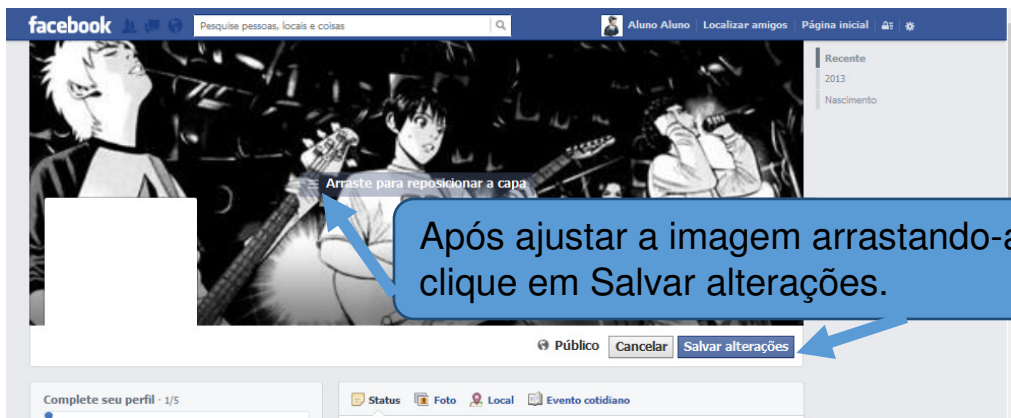 facebook
Pesquise pessoas, locais e coisas
Aluno Aluno
Localizar amigos
Página inicial
Recente
2013
Nascimento
Arraste para reposicionar a capa
Após ajustar a imagem arrastando-a
clique em Salvar alterações.
Público
Cancelar
Salvar alterações
Complete seu perfil · 1/5
Status
Foto
Local
Evento cotidiano